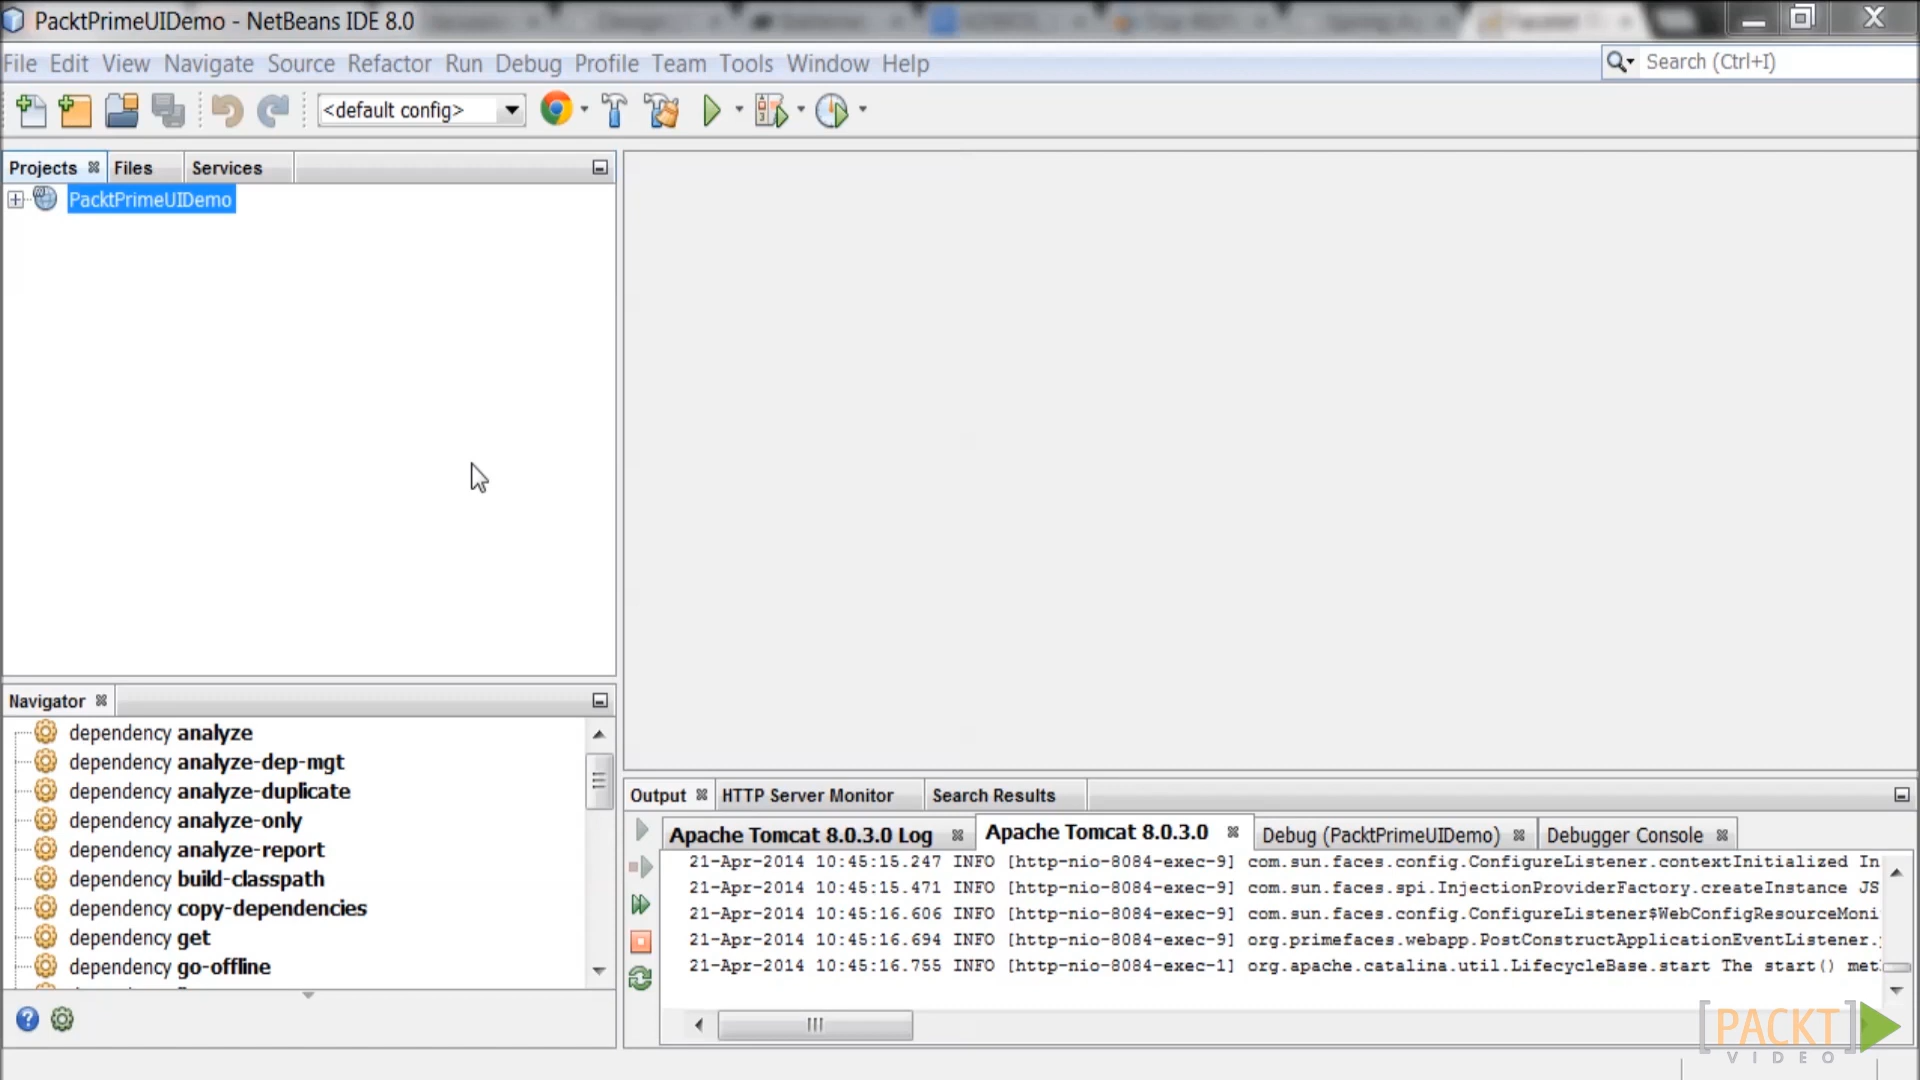 PacktPrimeUIDemo - NetBeans IDE 8.0
File Edit View Navigate Source Refactor Run Debug Profile Team Tools Window Help
Search (Ctrl+I)
<default config>
Projects
Files
Services
PacktPrimeUIDemo
Navigator
dependency analyze
dependency analyze-dep-mgt
dependency analyze-duplicate
dependency analyze-only
dependency analyze-report
dependency build-classpath
dependency copy-dependencies
dependency get
dependency go-offline
Output
HTTP Server Monitor
Search Results
Apache Tomcat 8.0.3.0 Log
Apache Tomcat 8.0.3.0
Debug (PacktPrimeUIDemo)
Debugger Console
21-Apr-2014 10:45:15.247 INFO [http-nio-8084-exec-9] com.sun.faces.config.ConfigureListener.contextInitialized In
21-Apr-2014 10:45:15.471 INFO [http-nio-8084-exec-9] com.sun.faces.spi.InjectionProviderFactory.createInstance JS
21-Apr-2014 10:45:16.606 INFO [http-nio-8084-exec-9] com.sun.faces.config.ConfigureListener$WebConfigResourceMoni
21-Apr-2014 10:45:16.694 INFO [http-nio-8084-exec-9] org.primefaces.webapp.PostConstructApplicationEventListener.
21-Apr-2014 10:45:16.755 INFO [http-nio-8084-exec-1] org.apache.catalina.util.LifecycleBase.start The start() met
[PACKT]
VIDEO